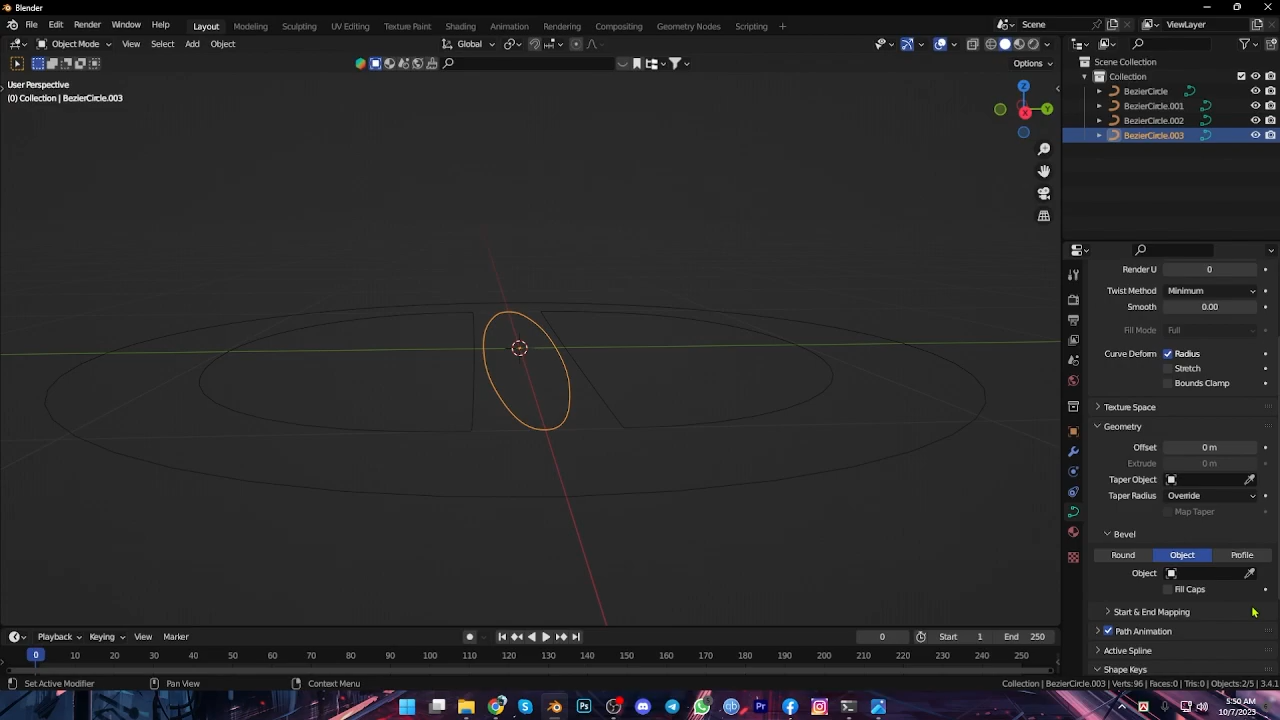 Blender
File Edit Render Window Help
Layout Modeling Sculpting UV Editing Texture Paint Shading Animation Rendering Compositing Geometry Nodes Scripting +
Scene
ViewLayer
Object Mode View Select Add Object
Global
Options
User Perspective
(0) Collection | BezierCircle.003
Z
Y
X
Scene Collection
Collection
BezierCircle
BezierCircle.001
BezierCircle.002
BezierCircle.003
Render U 0
Twist Method Minimum
Smooth 0.00
Fill Mode Full
Curve Deform Radius
Stretch
Bounds Clamp
Texture Space
Geometry
Offset 0 m
Extrude 0 m
Taper Object
Taper Radius Override
Map Taper
Bevel
Round Object Profile
Object
Fill Caps
Start & End Mapping
Path Animation
Active Spline
Shape Keys
Playback Keying View Marker
0 Start 1 End 250
0 10 20 30 40 50 60 70 80 90 100 110 120 130 140 150 160 170 180 190 200 210 220 230 240 250
Set Active Modifier Pan View Context Menu
Collection | BezierCircle.003 | Verts:96 | Faces:0 | Tris:0 | Objects:2/5 | 3.4.1
Ps
Pr
5:50 AM
10/2/2023